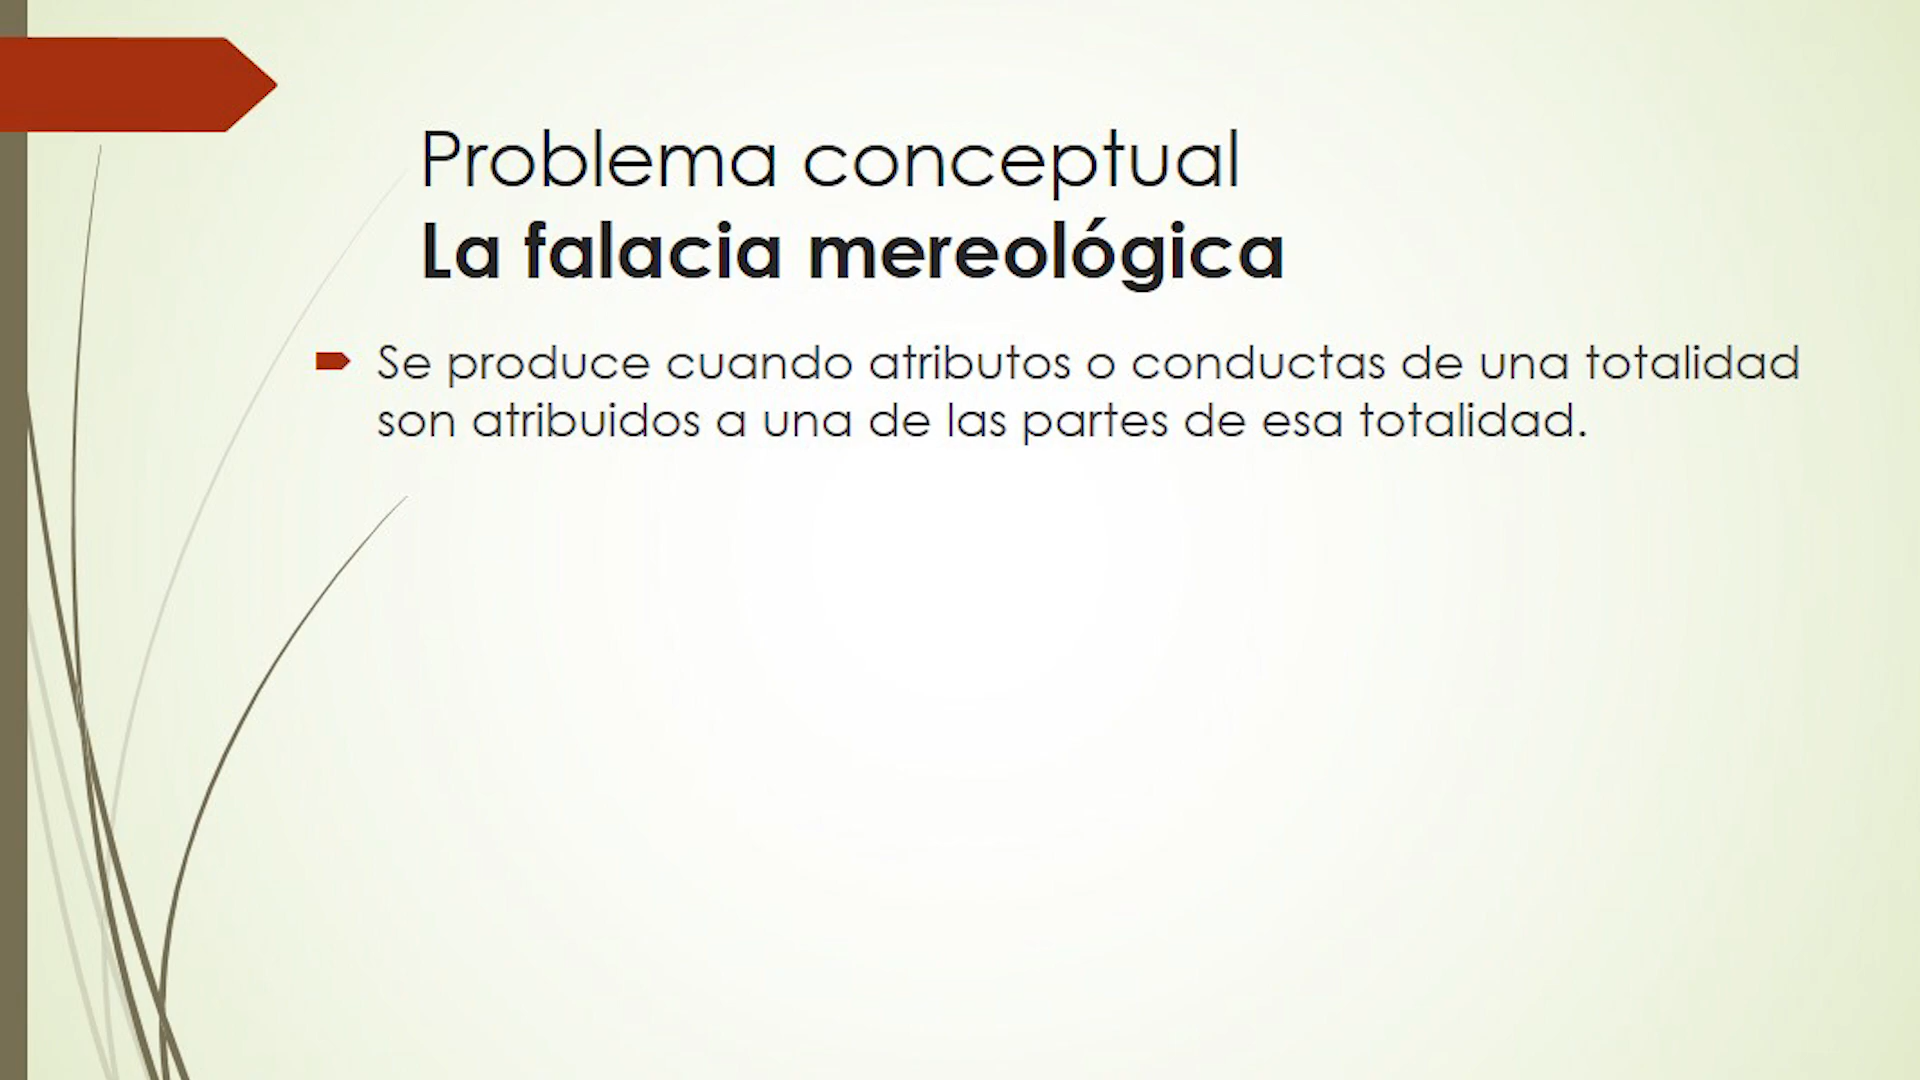 Problema conceptual
La falacia mereológica
Se produce cuando atributos o conductas de una totalidad
son atribuidos a una de las partes de esa totalidad.